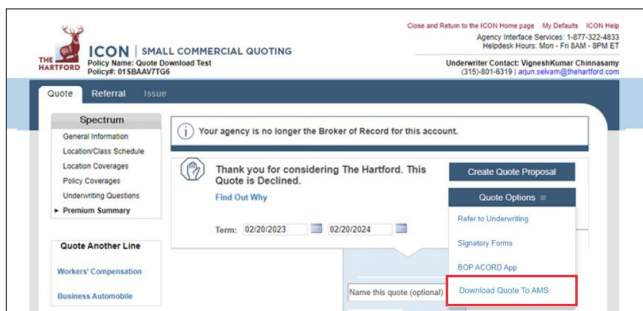 Close and Return to the ICON Home page My Defaults ICON Help
Agency Interface Services: 1-877-322-4833
Helpdesk Hours: Mon - Fri 8AM - 8PM ET
THE HARTFORD
ICON | SMALL COMMERCIAL QUOTING
Policy Name: Quote Download Test
Policy#: 01SBAAV7TG6
Underwriter Contact: VigneshKumar Chinnasamy
(315)-801-6319 | arjun.selvam@thehartford.com
Quote Referral Issue
Spectrum
General Information
Location/Class Schedule
Location Coverages
Policy Coverages
Underwriting Questions
Premium Summary
Quote Another Line
Workers' Compensation
Business Automobile
Your agency is no longer the Broker of Record for this account.
Thank you for considering The Hartford. This
Quote is Declined.
Find Out Why
Term: 02/20/2023 02/20/2024
Name this quote (optional)
Create Quote Proposal
Quote Options
Refer to Underwriting
Signatory Forms
BOP ACORD App
Download Quote To AMS